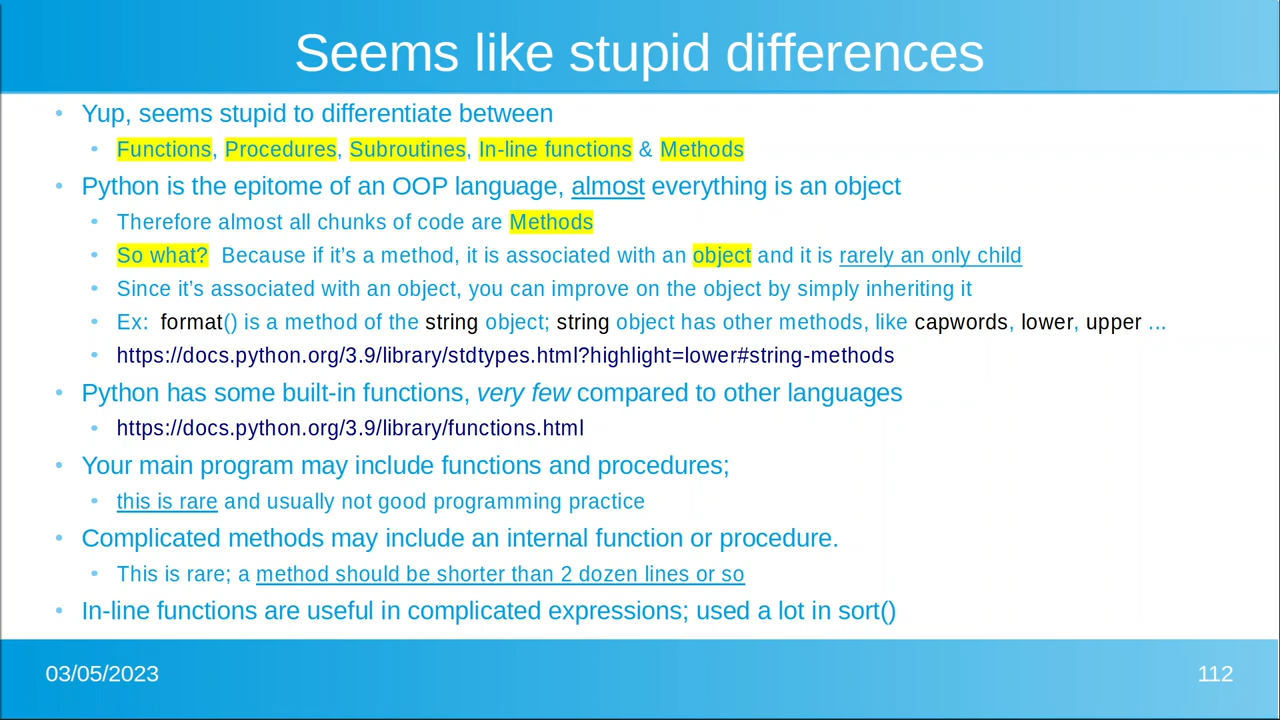 Seems like stupid differences
• Yup, seems stupid to differentiate between
• Functions, Procedures, Subroutines, In-line functions & Methods
• Python is the epitome of an OOP language, almost everything is an object
• Therefore almost all chunks of code are Methods
• So what?  Because if it’s a method, it is associated with an object and it is rarely an only child
• Since it’s associated with an object, you can improve on the object by simply inheriting it
• Ex:  format() is a method of the string object; string object has other methods, like capwords, lower, upper ...
• https://docs.python.org/3.9/library/stdtypes.html?highlight=lower#string-methods
• Python has some built-in functions, very few compared to other languages
• https://docs.python.org/3.9/library/functions.html
• Your main program may include functions and procedures;
• this is rare and usually not good programming practice
• Complicated methods may include an internal function or procedure.
• This is rare; a method should be shorter than 2 dozen lines or so
• In-line functions are useful in complicated expressions; used a lot in sort()
03/05/2023
112